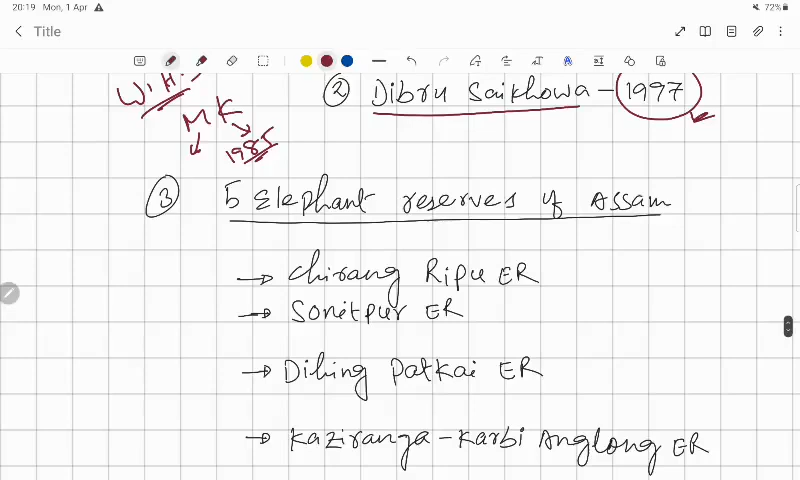 20:19 Mon, 1 Apr
72%
Title
W.H.
② Dibru Saikhowa - 1997
M K
1985
③ 5 Elephant reserves of Assam
→ Chirang Ripu ER
→ Sonitpur ER
→ Dihing Patkai ER
→ Kaziranga - Karbi Anglong ER